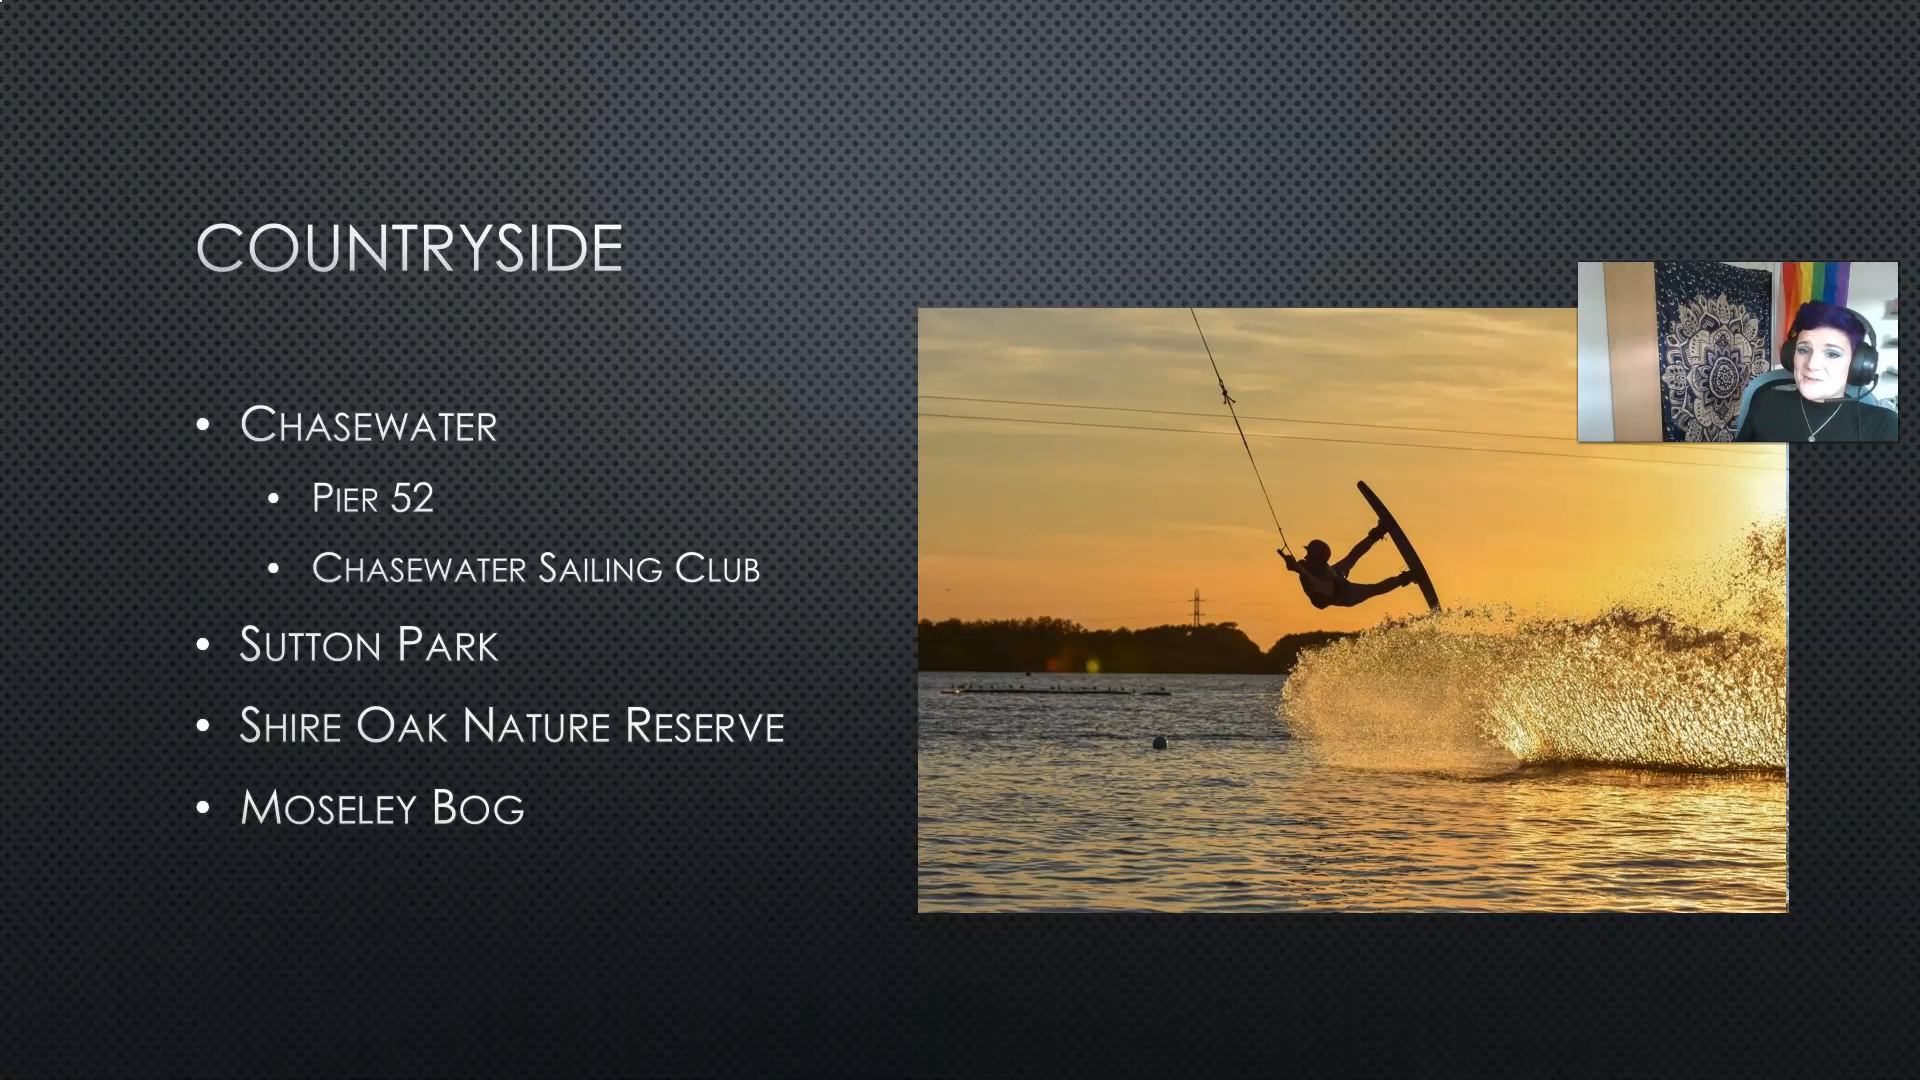 COUNTRYSIDE
• CHASEWATER
• PIER 52
• CHASEWATER SAILING CLUB
• SUTTON PARK
• SHIRE OAK NATURE RESERVE
• MOSELEY BOG